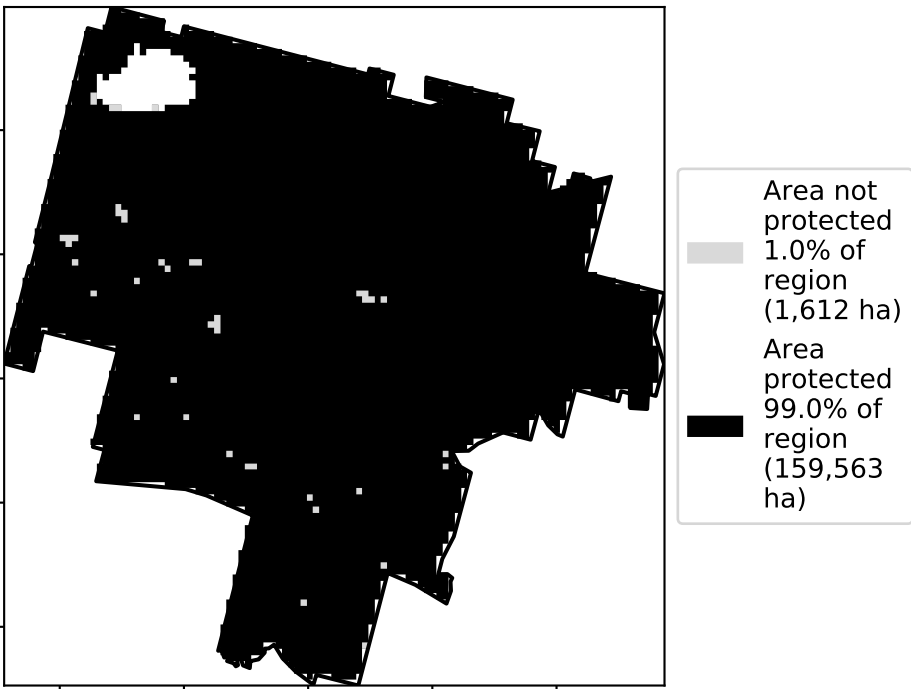 Area not
protected
1.0% of
region
(1,612 ha)
Area
protected
99.0% of
region
(159,563
ha)